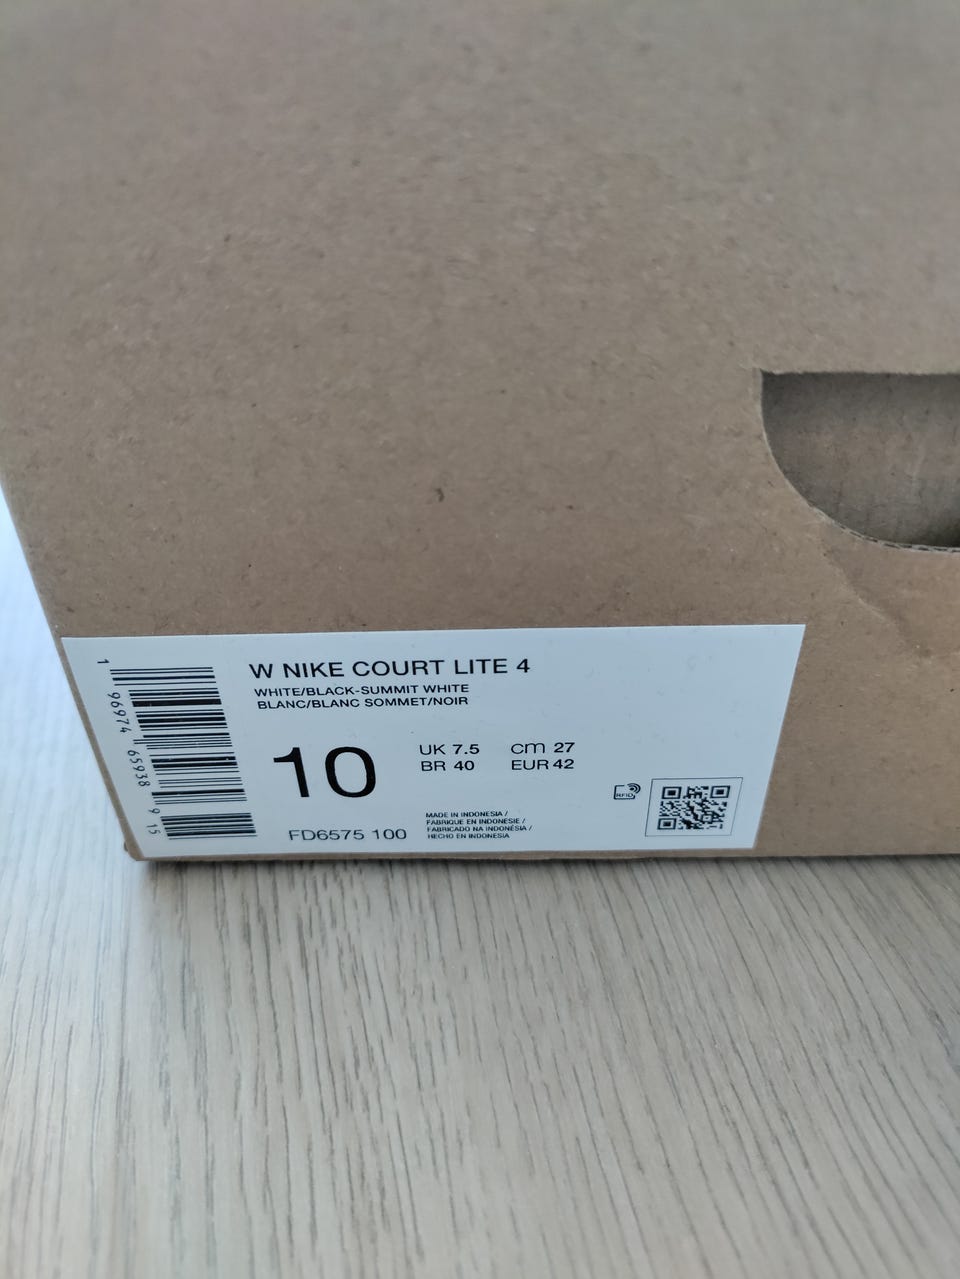 W NIKE COURT LITE 4
WHITE/BLACK-SUMMIT WHITE
BLANC/BLANC SOMMET/NOIR
10
UK 7.5 cm 27
BR 40 EUR 42
FD6575 100
MADE IN INDONESIA /
FABRIQUE EN INDONESIE /
FABRICADO NA INDONÉSIA /
HECHO EN INDONESIA
RFID
1 96974 65938 9 15